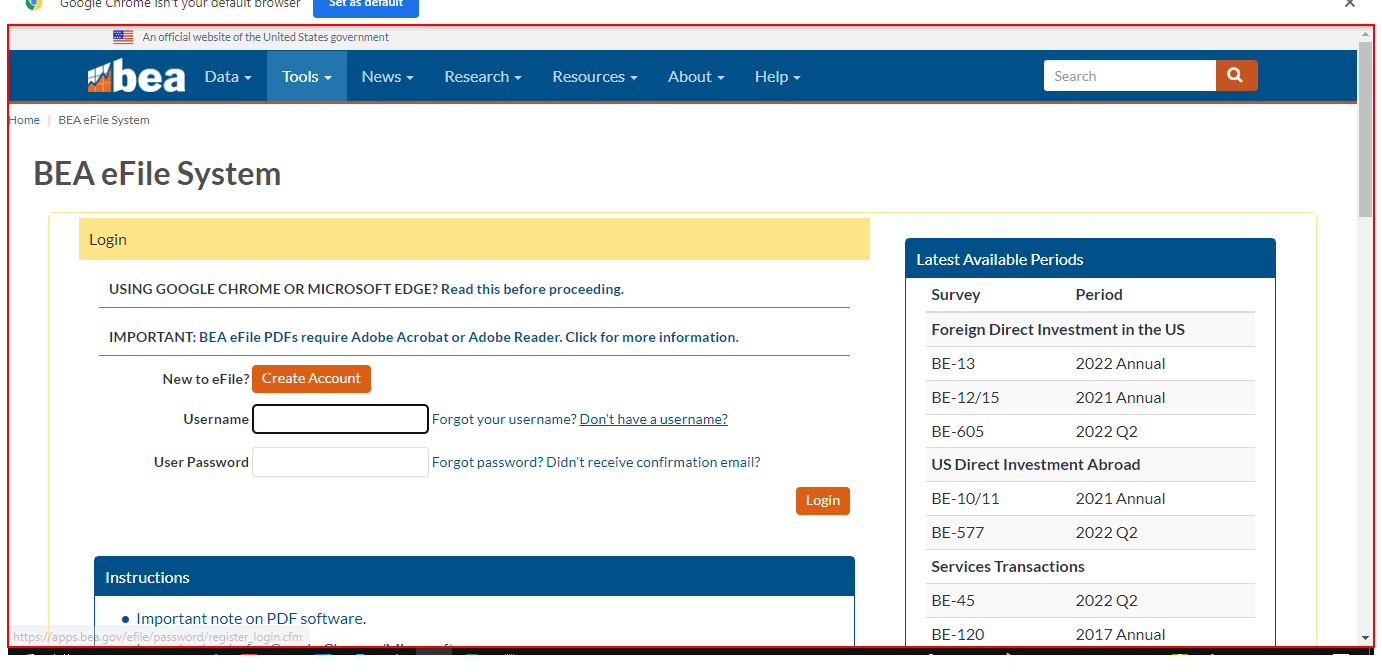 Google Chrome isn't your default browser Set as default
An official website of the United States government
bea Data Tools News Research Resources About Help Search
Home | BEA eFile System
BEA eFile System
Login
USING GOOGLE CHROME OR MICROSOFT EDGE? Read this before proceeding.
IMPORTANT: BEA eFile PDFs require Adobe Acrobat or Adobe Reader. Click for more information.
New to eFile? Create Account
Username Forgot your username? Don't have a username?
User Password Forgot password? Didn't receive confirmation email?
Login
Instructions
• Important note on PDF software.
https://apps.bea.gov/efile/password/register_login.cfm
Latest Available Periods
Survey Period
Foreign Direct Investment in the US
BE-13 2022 Annual
BE-12/15 2021 Annual
BE-605 2022 Q2
US Direct Investment Abroad
BE-10/11 2021 Annual
BE-577 2022 Q2
Services Transactions
BE-45 2022 Q2
BE-120 2017 Annual